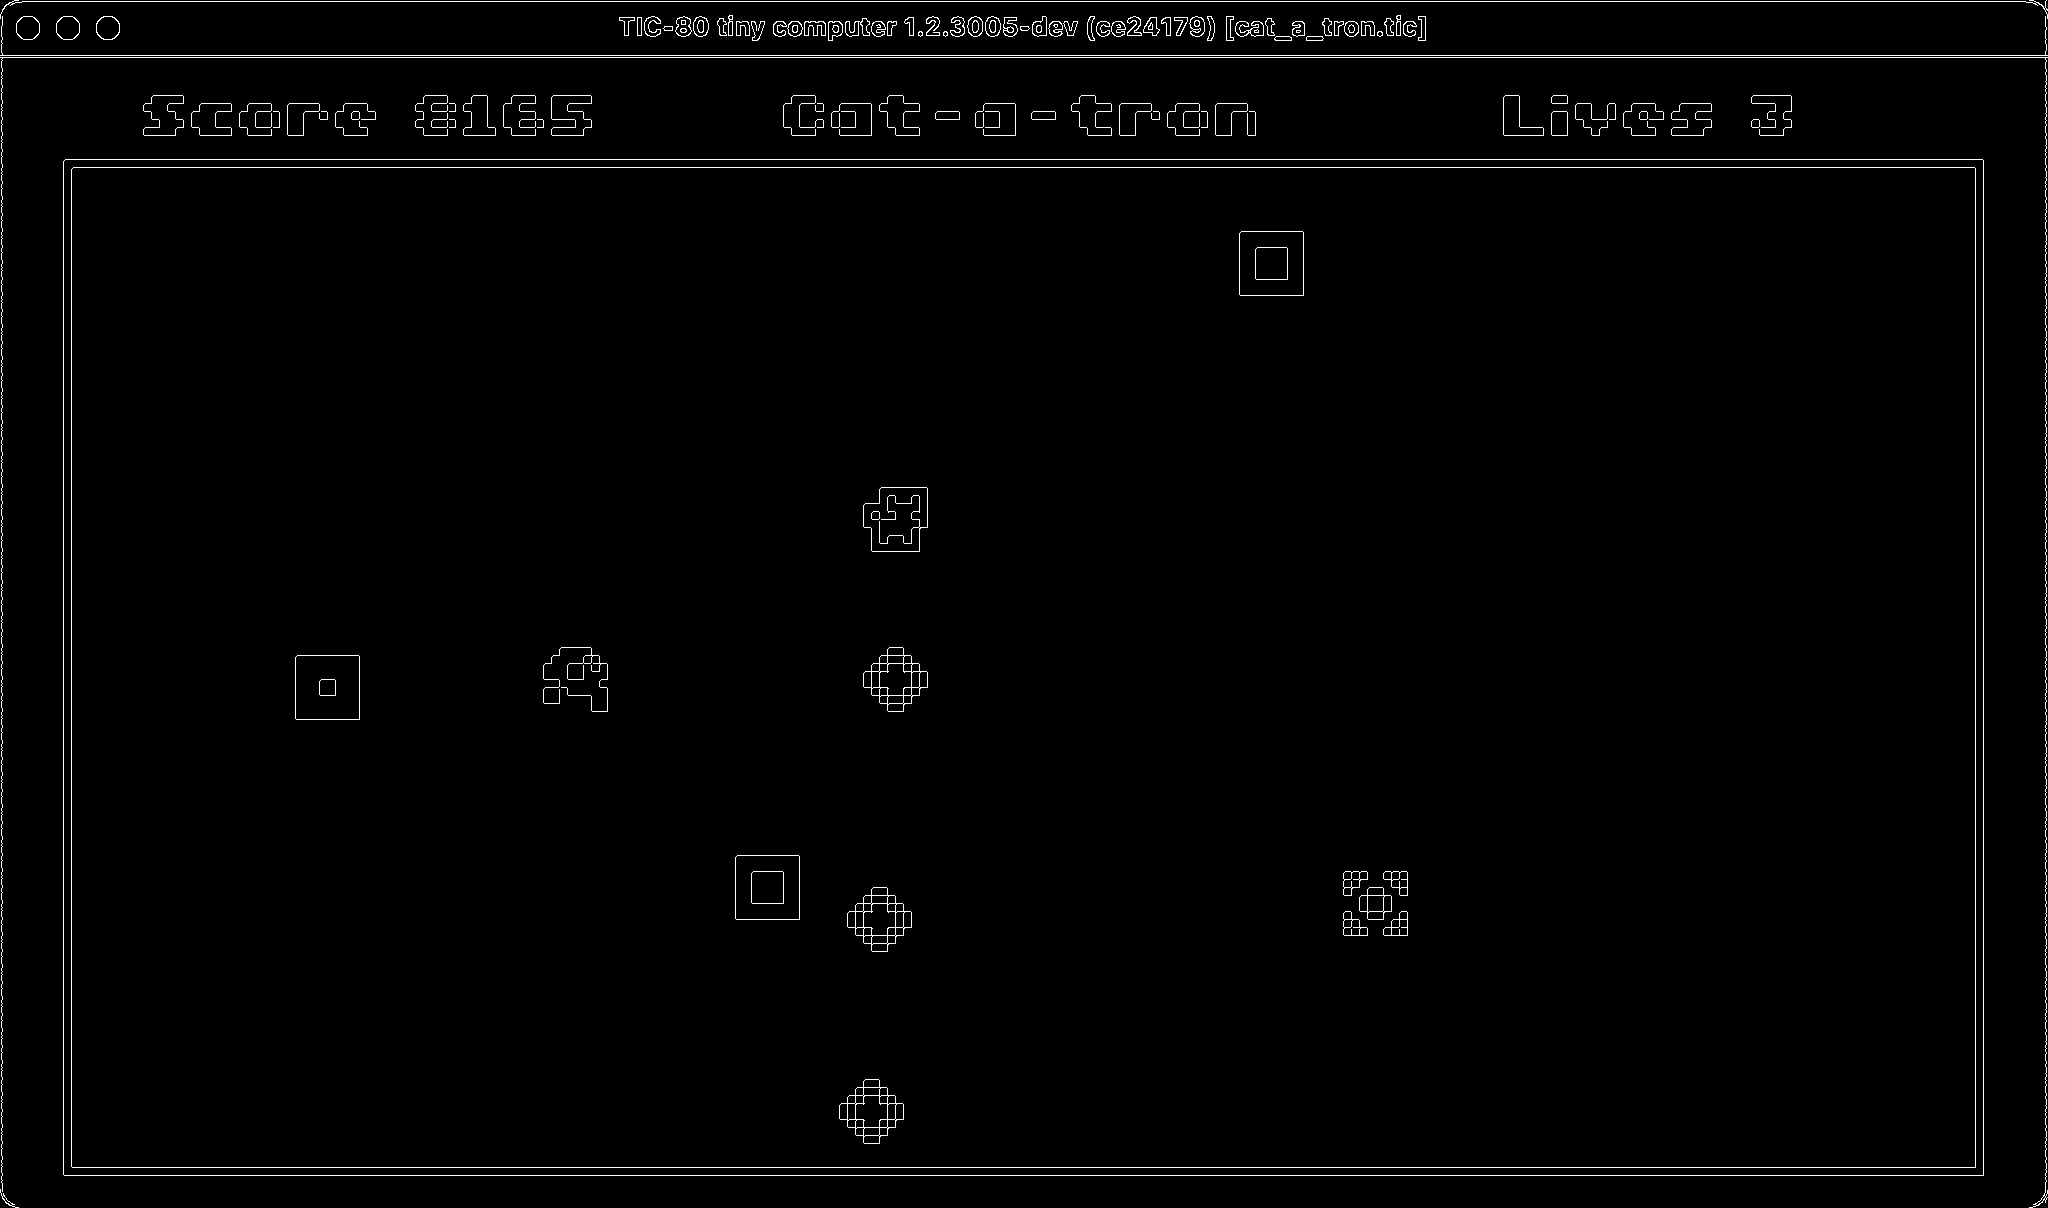 TIC-80 tiny computer 1.2.3005-dev (ce24179) [cat_a_tron.tic]
Score 8165 Cat-a-tron Lives 3